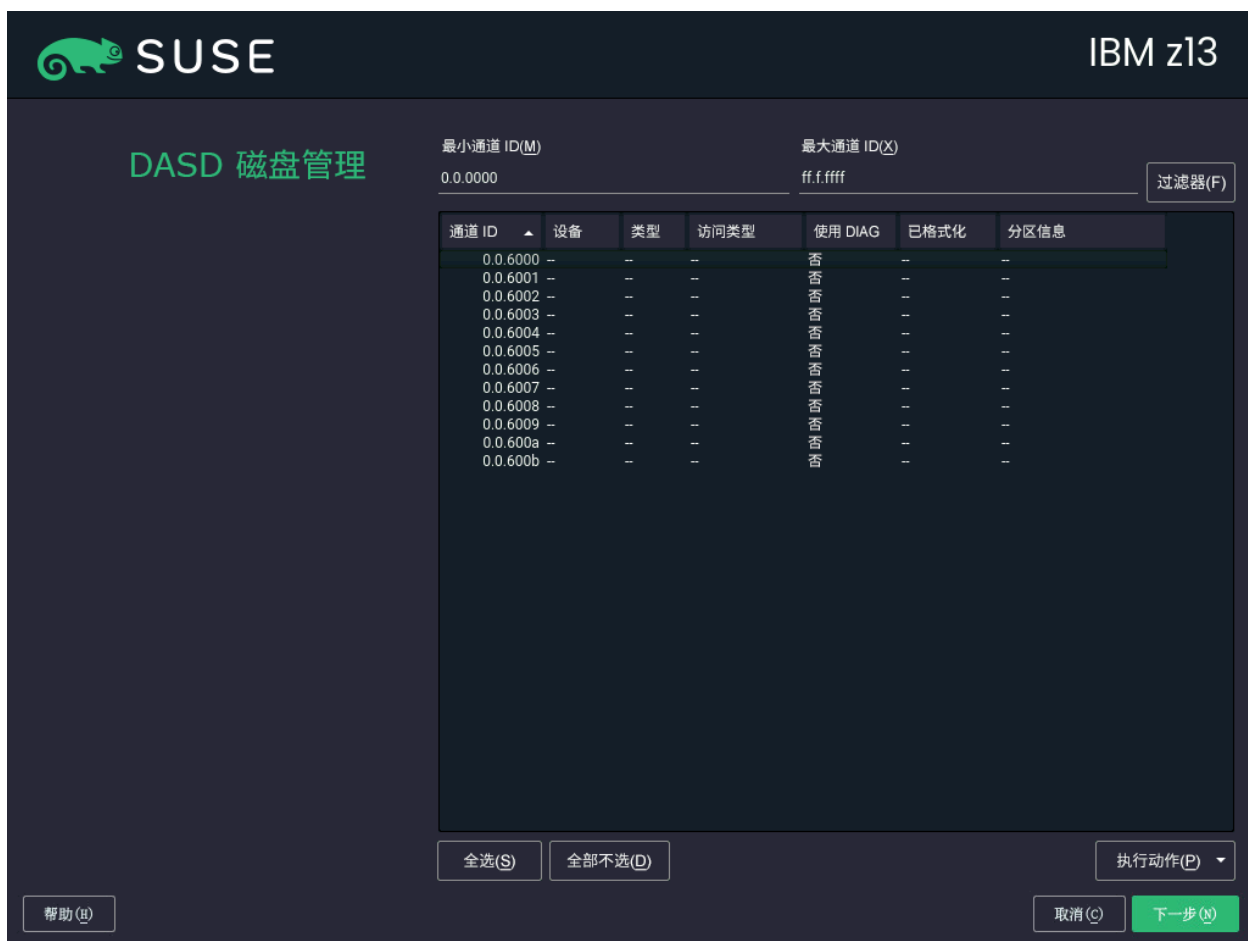 SUSE
IBM z13
DASD 磁盘管理
最小通道 ID(M) 最大通道 ID(X)
0.0.0000 ff.f.ffff 过滤器(F)
通道 ID 设备 类型 访问类型 使用 DIAG 已格式化 分区信息
0.0.6000 -- -- -- 否 -- --
0.0.6001 -- -- -- 否 -- --
0.0.6002 -- -- -- 否 -- --
0.0.6003 -- -- -- 否 -- --
0.0.6004 -- -- -- 否 -- --
0.0.6005 -- -- -- 否 -- --
0.0.6006 -- -- -- 否 -- --
0.0.6007 -- -- -- 否 -- --
0.0.6008 -- -- -- 否 -- --
0.0.6009 -- -- -- 否 -- --
0.0.600a -- -- -- 否 -- --
0.0.600b -- -- -- 否 -- --
全选(S) 全部不选(D) 执行动作(P)
帮助(H) 取消(C) 下一步(N)